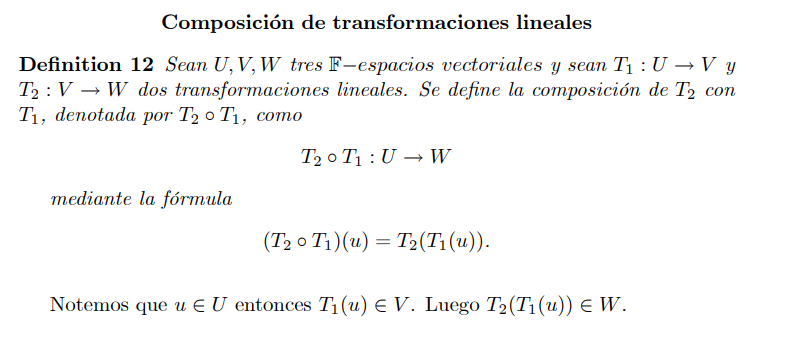 Composición de transformaciones lineales
Definition 12 Sean U, V, W tres 𝔽−espacios vectoriales y sean T₁ : U → V y
T₂ : V → W dos transformaciones lineales. Se define la composición de T₂ con
T₁, denotada por T₂ ∘ T₁, como
T₂ ∘ T₁ : U → W
mediante la fórmula
(T₂ ∘ T₁)(u) = T₂(T₁(u)).
Notemos que u ∈ U entonces T₁(u) ∈ V. Luego T₂(T₁(u)) ∈ W.